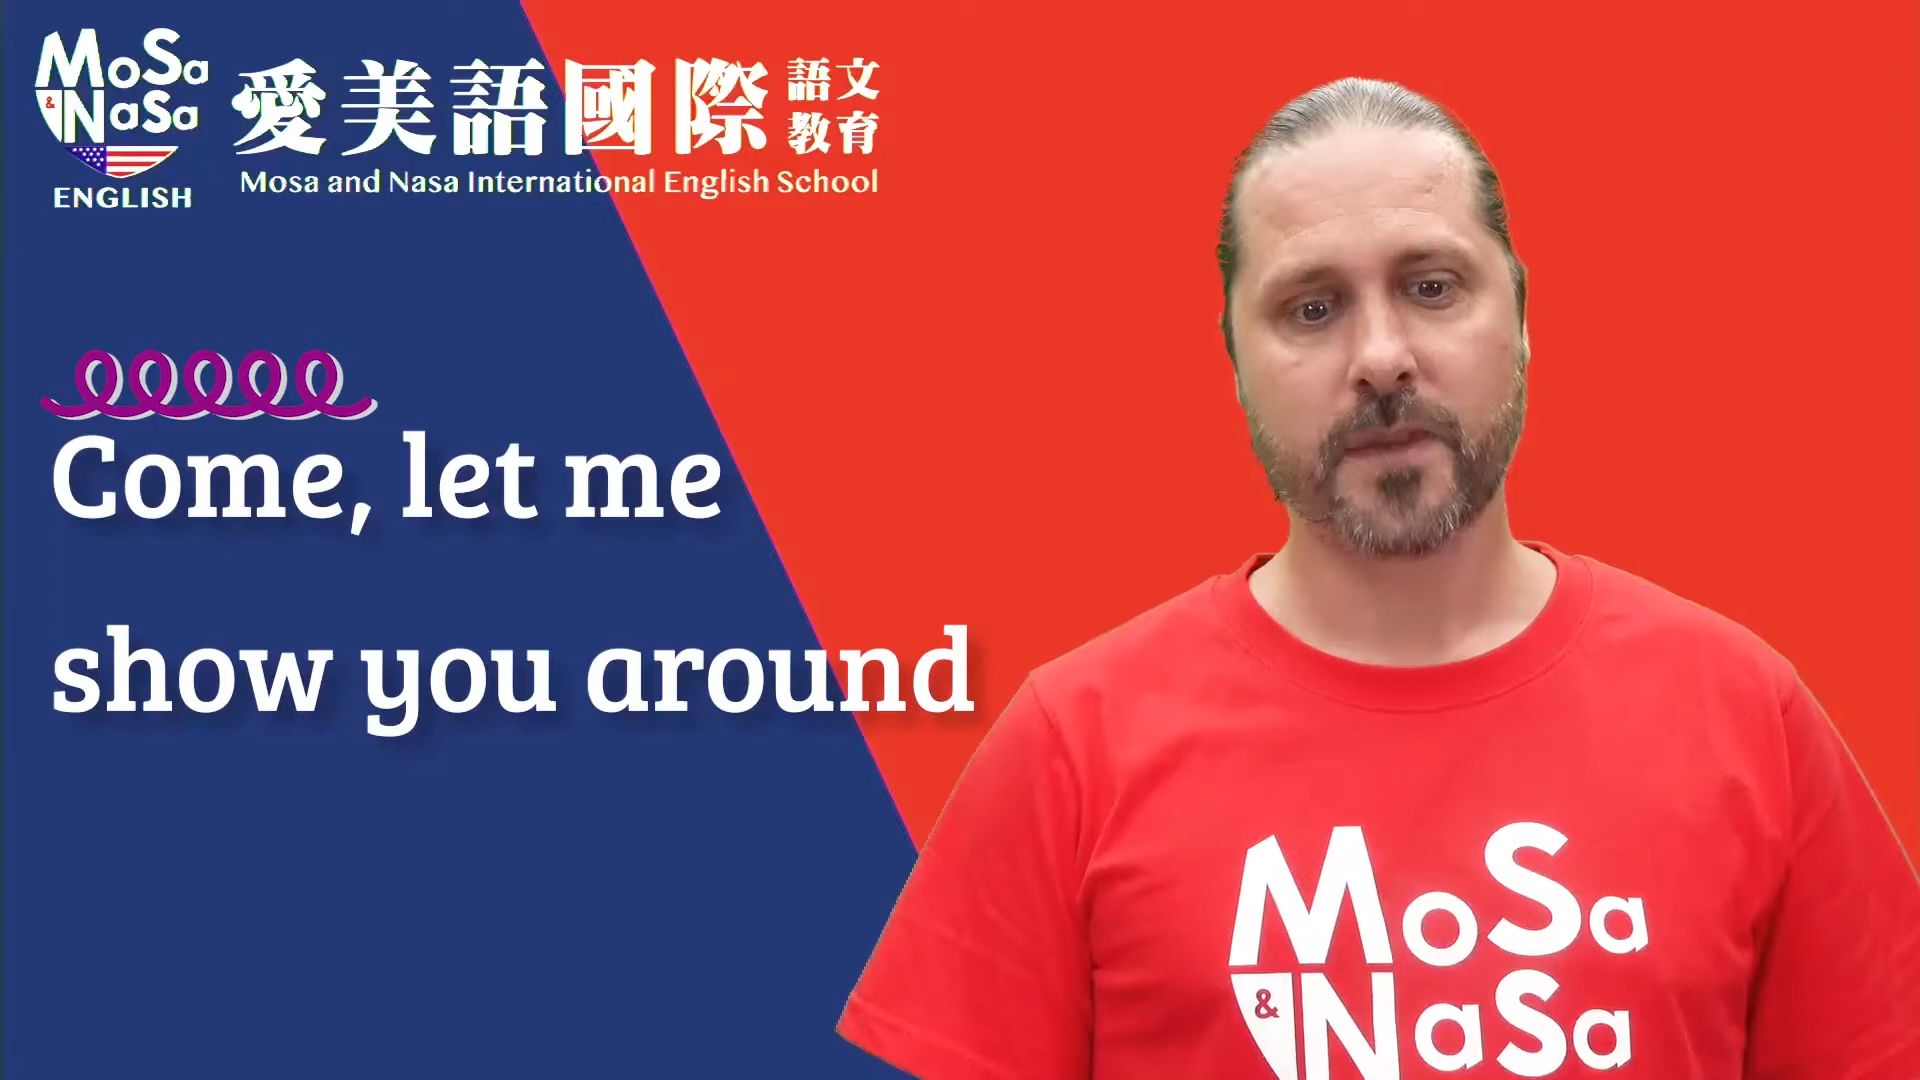 MoSa
& NaSa
ENGLISH
愛美語國際
語文
教育
Mosa and Nasa International English School
Come, let me
show you around
MoSa
& NaSa